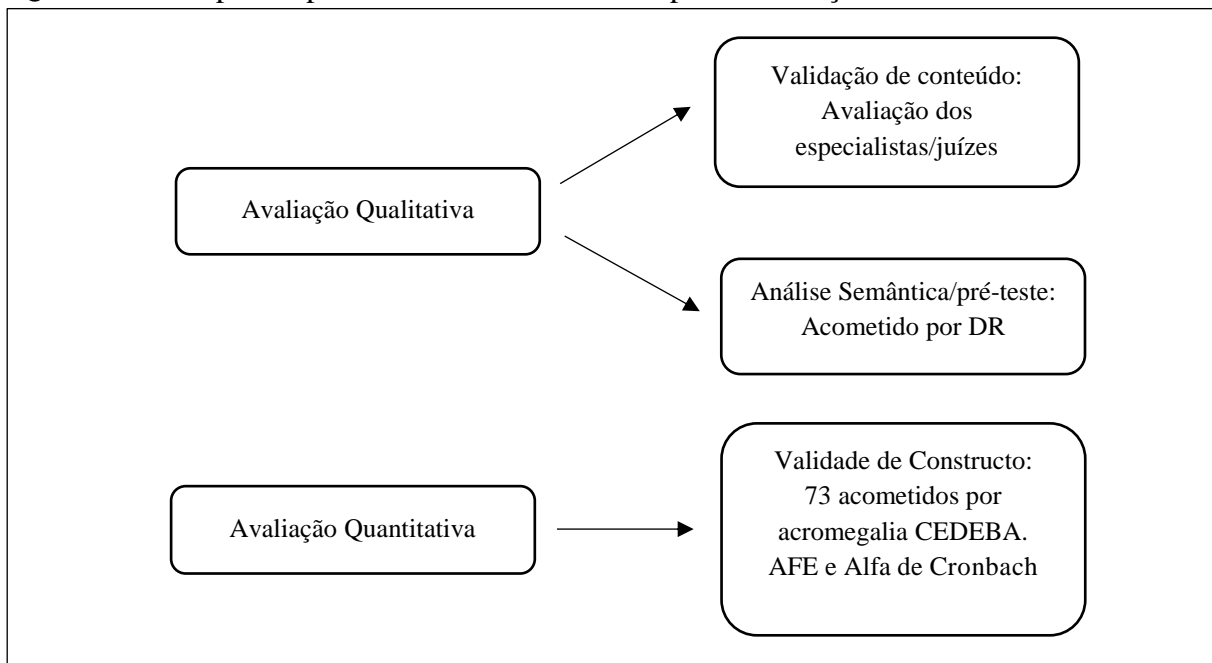 Validação de conteúdo:
Avaliação dos
especialistas/juízes
Avaliação Qualitativa
Análise Semântica/pré-teste:
Acometido por DR
Validade de Constructo:
73 acometidos por
acromegalia CEDEBA.
AFE e Alfa de Cronbach
Avaliação Quantitativa